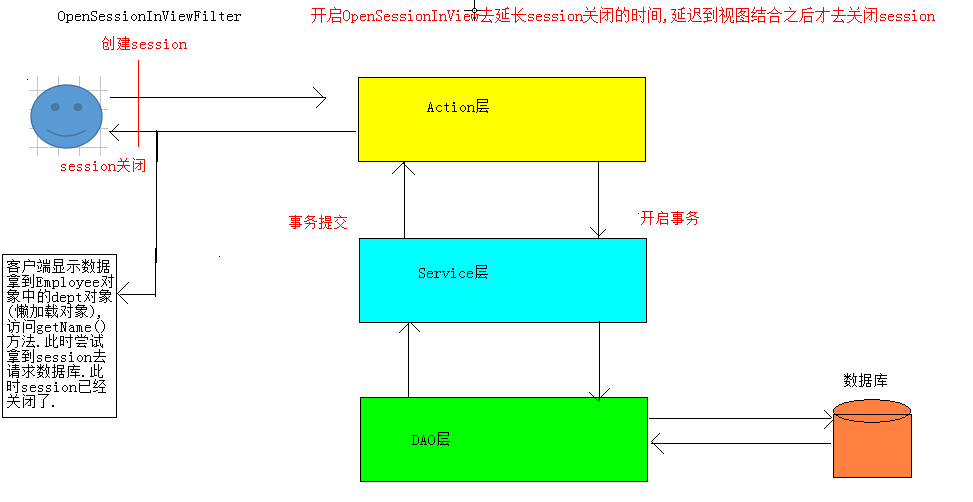 OpenSessionInViewFilter
开启OpenSessionInView去延长session关闭的时间,延迟到视图结合之后才去关闭session
创建session
Action层
session关闭
事务提交
开启事务
客户端显示数据
拿到Employee对
象中的dept对象
(懒加载对象),
访问getName()
方法.此时尝试
拿到session去
请求数据库.此
时session已经
关闭了.
Service层
数据库
DAO层